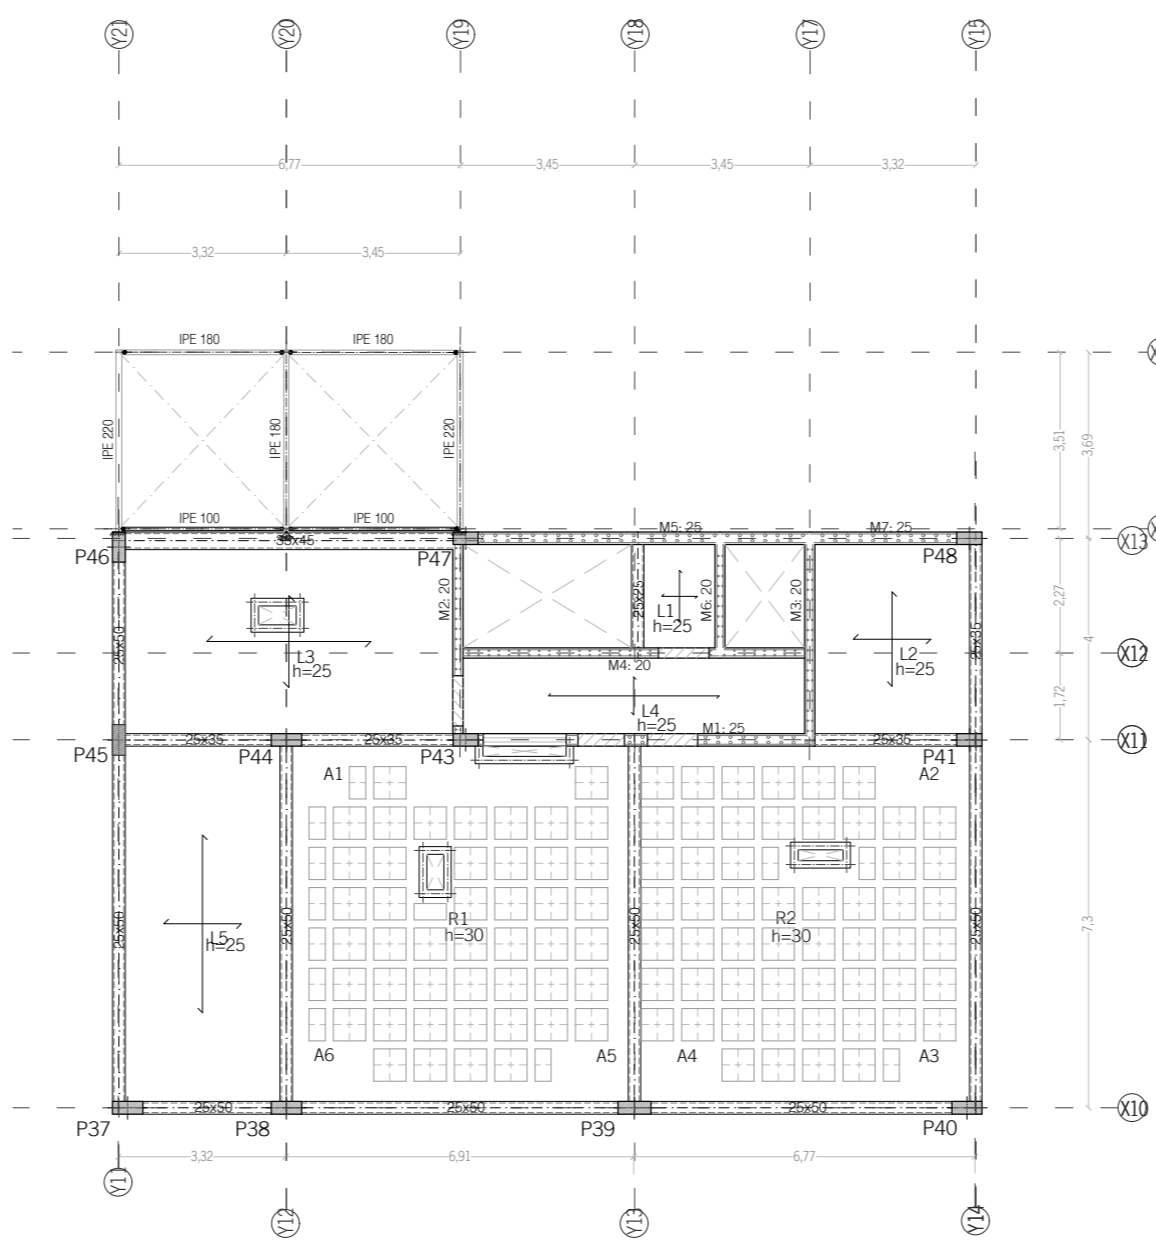 Y21
Y20
Y19
Y18
Y17
Y15
6,77
3,45
3,45
3,32
3,32
3,45
IPE 180
IPE 180
X
IPE 220
IPE 180
IPE 220
3,51
3,69
IPE 100
IPE 100
M5: 25
M7: 25
X
X13
35x45
P46
P47
P48
M2: 20
25x25
L1
h=25
M6: 20
M3: 20
2,27
4
25x50
L3
h=25
L2
h=25
25x35
X12
M4: 20
L4
h=25
1,72
M1: 25
25x35
25x35
25x35
X11
P45
P44
P43
P41
A1
A2
25x50
L5
h=25
25x50
R1
h=30
25x50
R2
h=30
25x50
7,3
A6
A5
A4
A3
25x50
25x50
25x50
X10
P37
P38
P39
P40
3,32
6,91
6,77
Y11
Y12
Y13
Y14